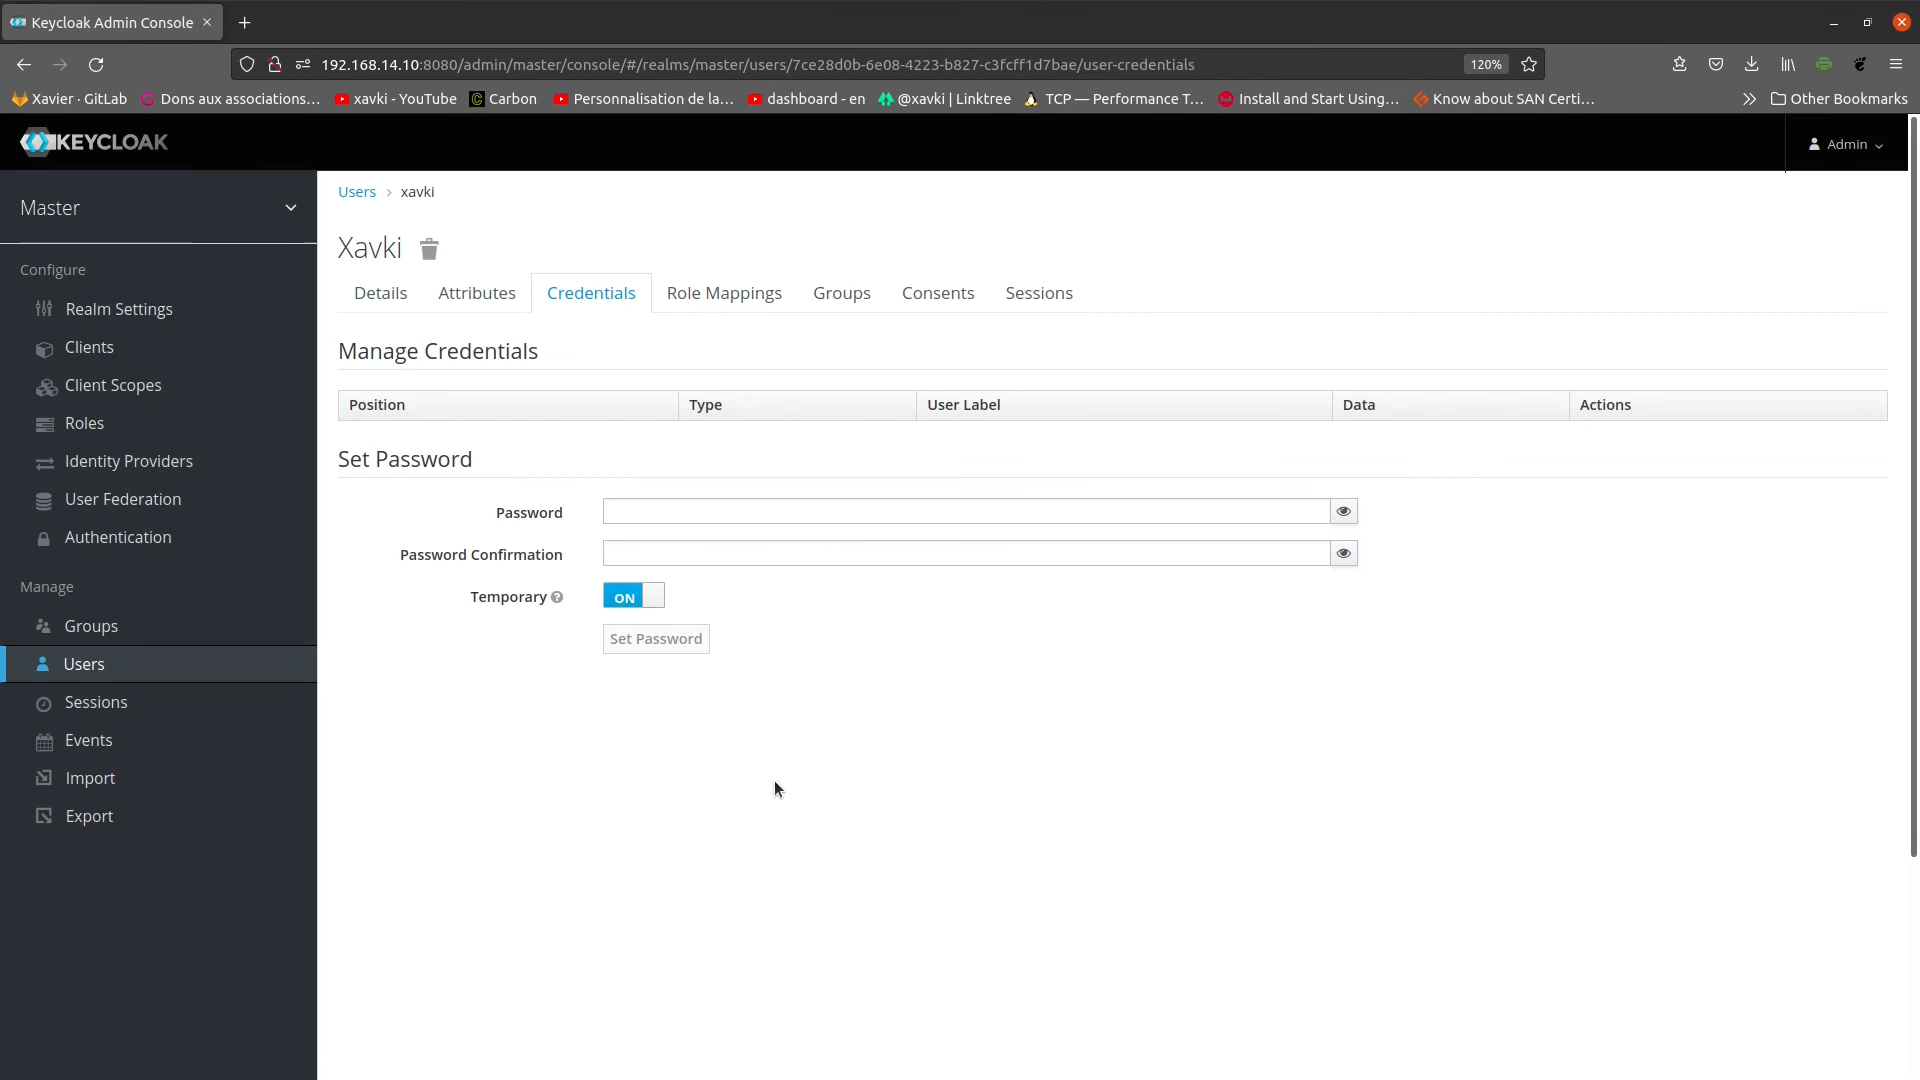 Keycloak Admin Console
192.168.14.10:8080/admin/master/console/#/realms/master/users/7ce28d0b-6e08-4223-b827-c3fcff1d7bae/user-credentials 120%
Xavier · GitLab Dons aux associations... xavki - YouTube Carbon Personnalisation de la... dashboard - en @xavki | Linktree TCP — Performance T... Install and Start Using... Know about SAN Certi... Other Bookmarks
KEYCLOAK
Admin
Master
Configure
Realm Settings
Clients
Client Scopes
Roles
Identity Providers
User Federation
Authentication
Manage
Groups
Users
Sessions
Events
Import
Export
Users > xavki
Xavki
Details Attributes Credentials Role Mappings Groups Consents Sessions
Manage Credentials
Position Type User Label Data Actions
Set Password
Password
Password Confirmation
Temporary ON
Set Password